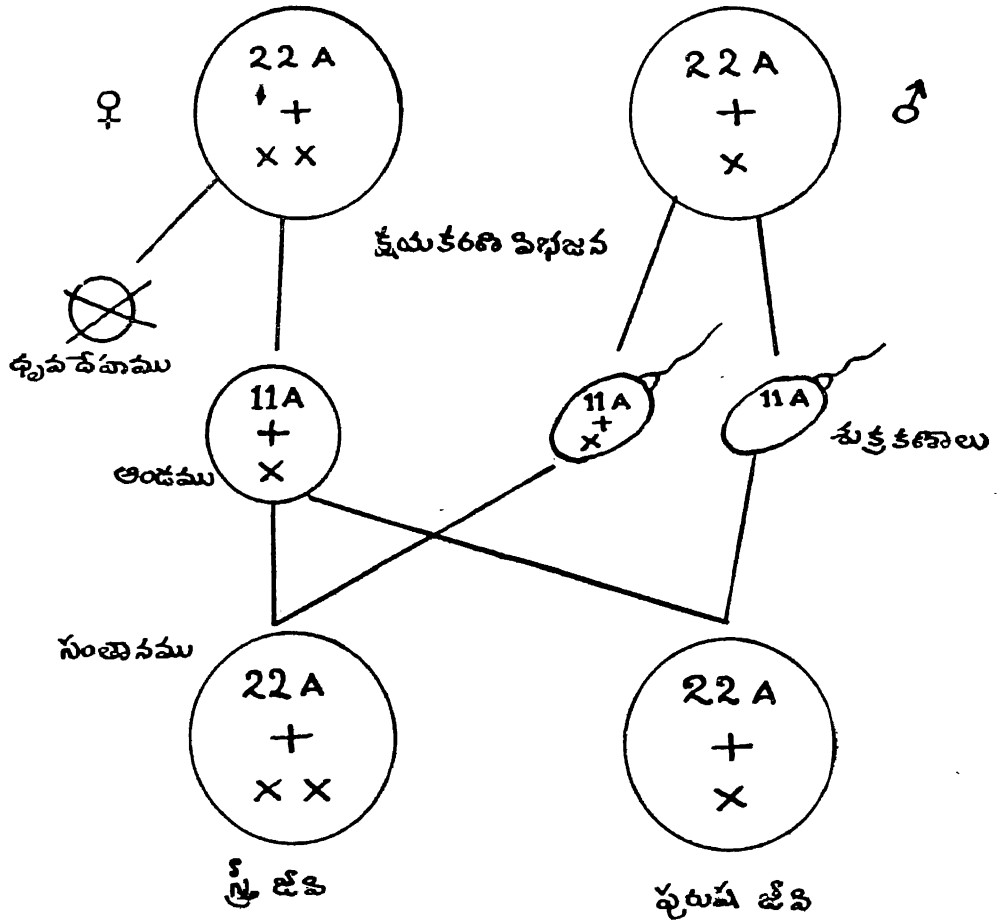 22 A
+
X X
♀
22 A
+
X
♂
క్షయకరణ విభజన
ధృవదేహము
11 A
+
X
అండము
11 A
+
X
11 A
శుక్రకణాలు
సంతానము
22 A
+
X X
స్త్రీ జీవి
22 A
+
X
పురుష జీవి